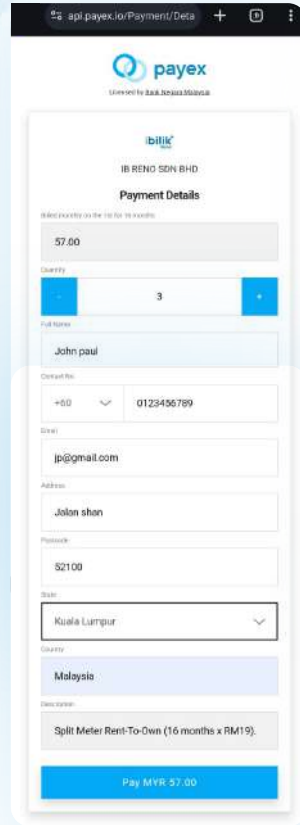 api.payex.io/Payment/Deta
payex
Licensed by Bank Negara Malaysia
ibilik
IB RENO SDN BHD
Payment Details
Billed monthly on the 1st for 16 months
57.00
Quantity
-
3
+
Full Name
John paul
Contact No.
+60
0123456789
Email
jp@gmail.com
Address
Jalan shan
Postcode
52100
State
Kuala Lumpur
Country
Malaysia
Description
Split Meter Rent-To-Own (16 months x RM19).
Pay MYR 57.00